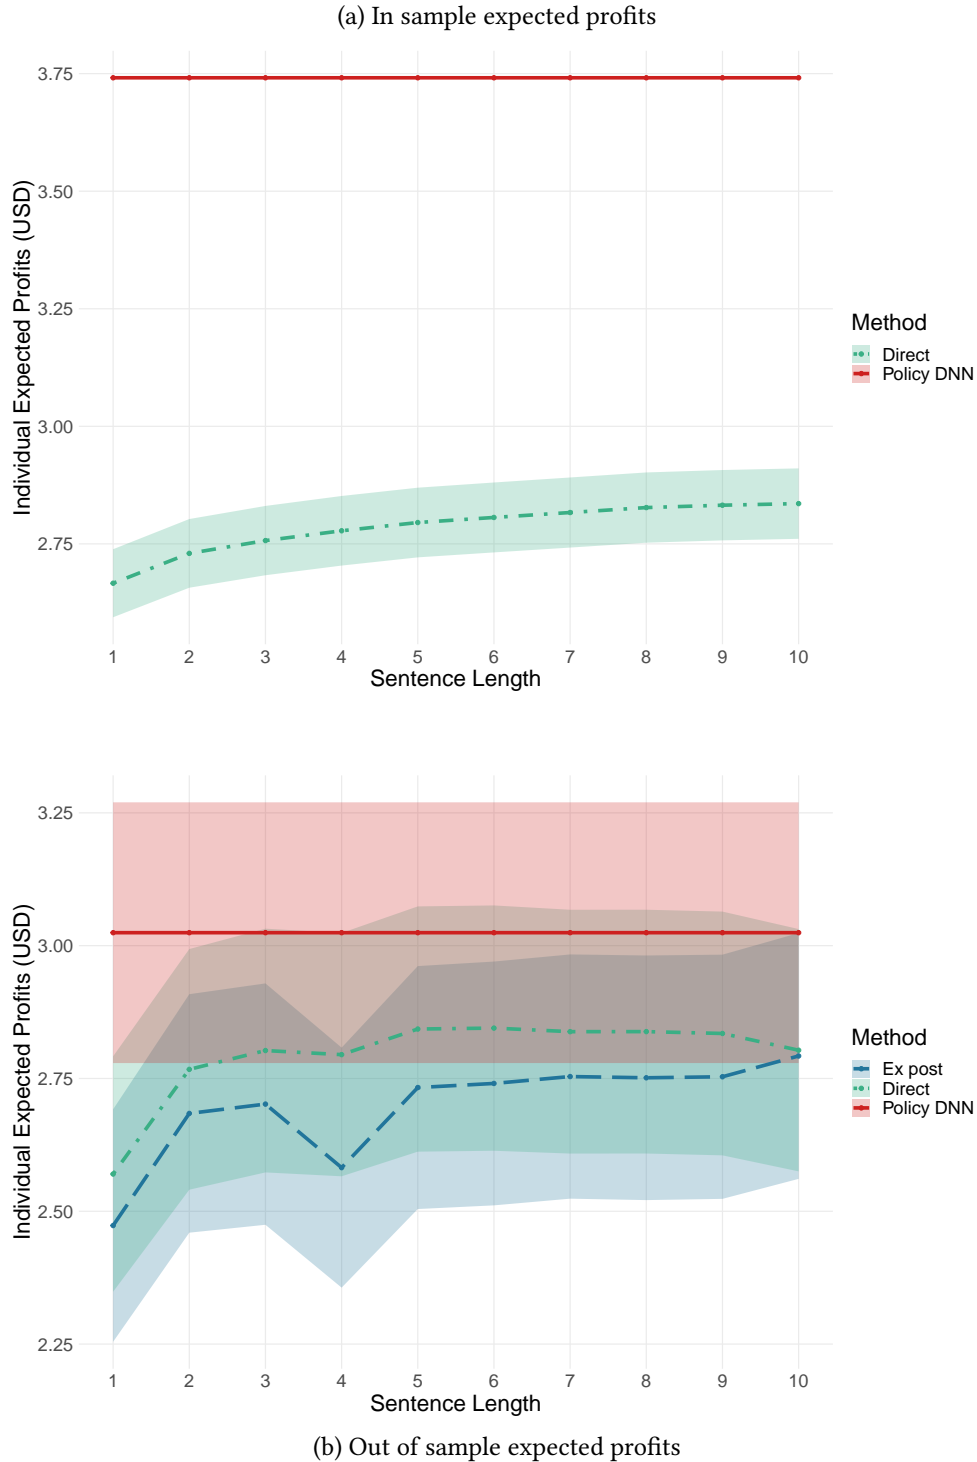 (a) In sample expected profits
3.75
3.50
3.25
3.00
2.75
Individual Expected Profits (USD)
1 2 3 4 5 6 7 8 9 10
Sentence Length
Method
Direct
Policy DNN
3.25
3.00
2.75
2.50
2.25
Individual Expected Profits (USD)
1 2 3 4 5 6 7 8 9 10
Sentence Length
Method
Ex post
Direct
Policy DNN
(b) Out of sample expected profits